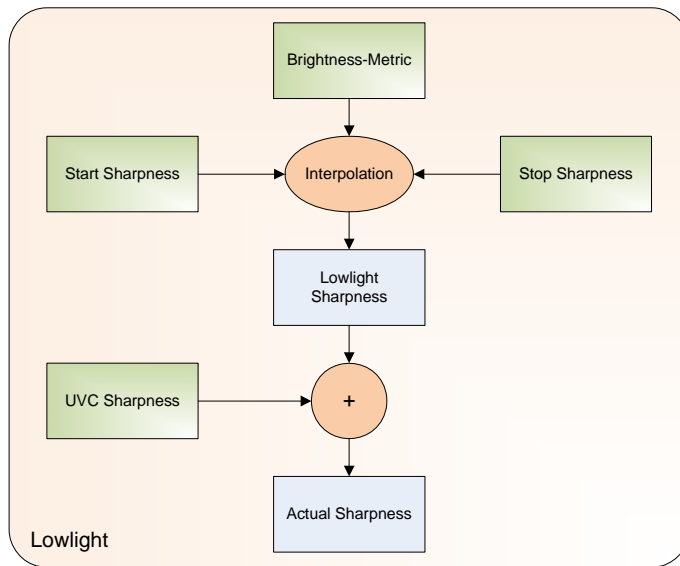 Brightness-Metric
Start Sharpness
Interpolation
Stop Sharpness
Lowlight
Sharpness
UVC Sharpness
+
Actual Sharpness
Lowlight